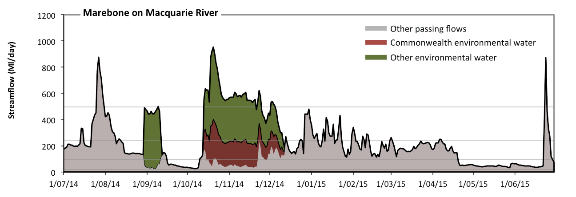 Marebone on Macquarie River
Streamflow (Ml/day)
1200
1000
800
600
400
200
0
Other passing flows
Commonwealth environmental water
Other environmental water
1/07/14 1/08/14 1/09/14 1/10/14 1/11/14 1/12/14 1/01/15 1/02/15 1/03/15 1/04/15 1/05/15 1/06/15